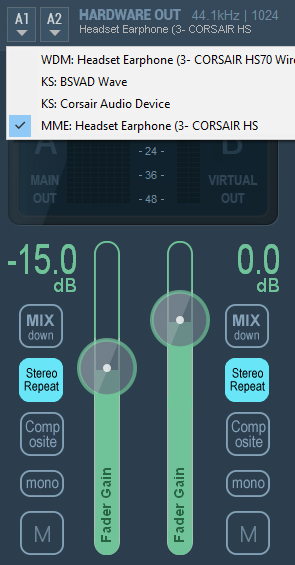 A1 A2 HARDWARE OUT 44.1kHz | 1024
Headset Earphone (3- CORSAIR HS
WDM: Headset Earphone (3- CORSAIR HS70 Wire
KS: BSVAD Wave
KS: Corsair Audio Device
MME: Headset Earphone (3- CORSAIR HS
A B
- 24 -
- 36 -
- 48 -
MAIN
OUT
VIRTUAL
OUT
-15.0
dB
0.0
dB
MIX
down
MIX
down
Stereo
Repeat
Stereo
Repeat
Comp
osite
Comp
osite
mono
mono
M
M
Fader Gain
Fader Gain